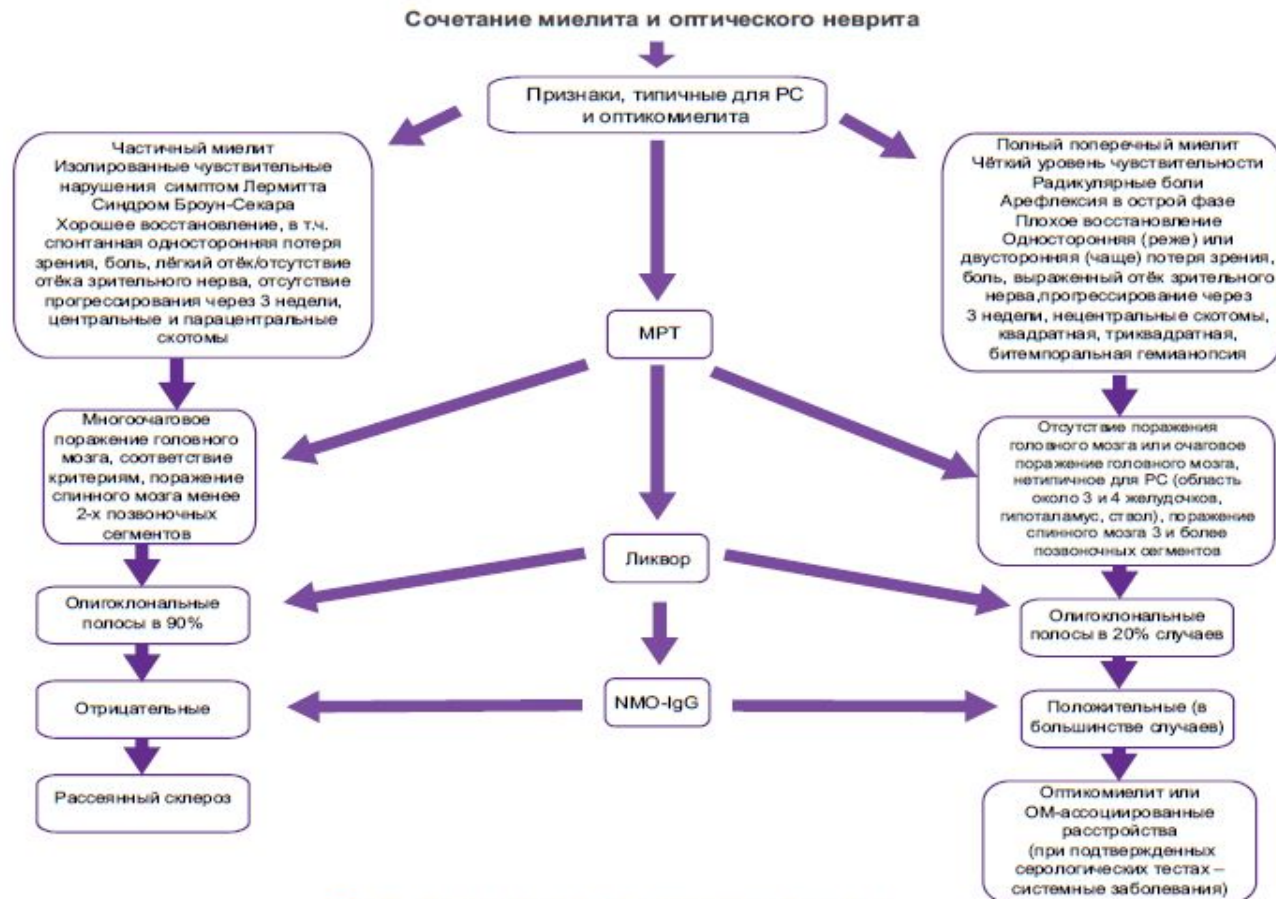 Сочетание миелита и оптического неврита
Признаки, типичные для РС
и оптикомиелита
Частичный миелит
Изолированные чувствительные
нарушения симптом Лермитта
Синдром Броун-Секара
Хорошее восстановление, в т.ч.
спонтанная односторонняя потеря
зрения, боль, лёгкий отёк/отсутствие
отёка зрительного нерва, отсутствие
прогрессирования через 3 недели,
центральные и парацентральные
скотомы
Полный поперечный миелит
Чёткий уровень чувствительности
Радикулярные боли
Арефлексия в острой фазе
Плохое восстановление
Односторонняя (реже) или
двусторонняя (чаще) потеря зрения,
боль, выраженный отёк зрительного
нерва,прогрессирование через
3 недели, нецентральные скотомы,
квадратная, триквадратная,
битемпоральная гемианопсия
МРТ
Многоочаговое
поражение головного
мозга, соответствие
критериям, поражение
спинного мозга менее
2-х позвоночных
сегментов
Отсутствие поражения
головного мозга или очаговое
поражение головного мозга,
нетипичное для РС (область
около 3 и 4 желудочков,
гипоталамус, ствол), поражение
спинного мозга 3 и более
позвоночных сегментов
Ликвор
Олигоклональные
полосы в 90%
Олигоклональные
полосы в 20% случаев
NMO-IgG
Отрицательные
Положительные (в
большинстве случаев)
Рассеянный склероз
Оптикомиелит или
ОМ-ассоциированные
расстройства
(при подтвержденных
серологических тестах –
системные заболевания)